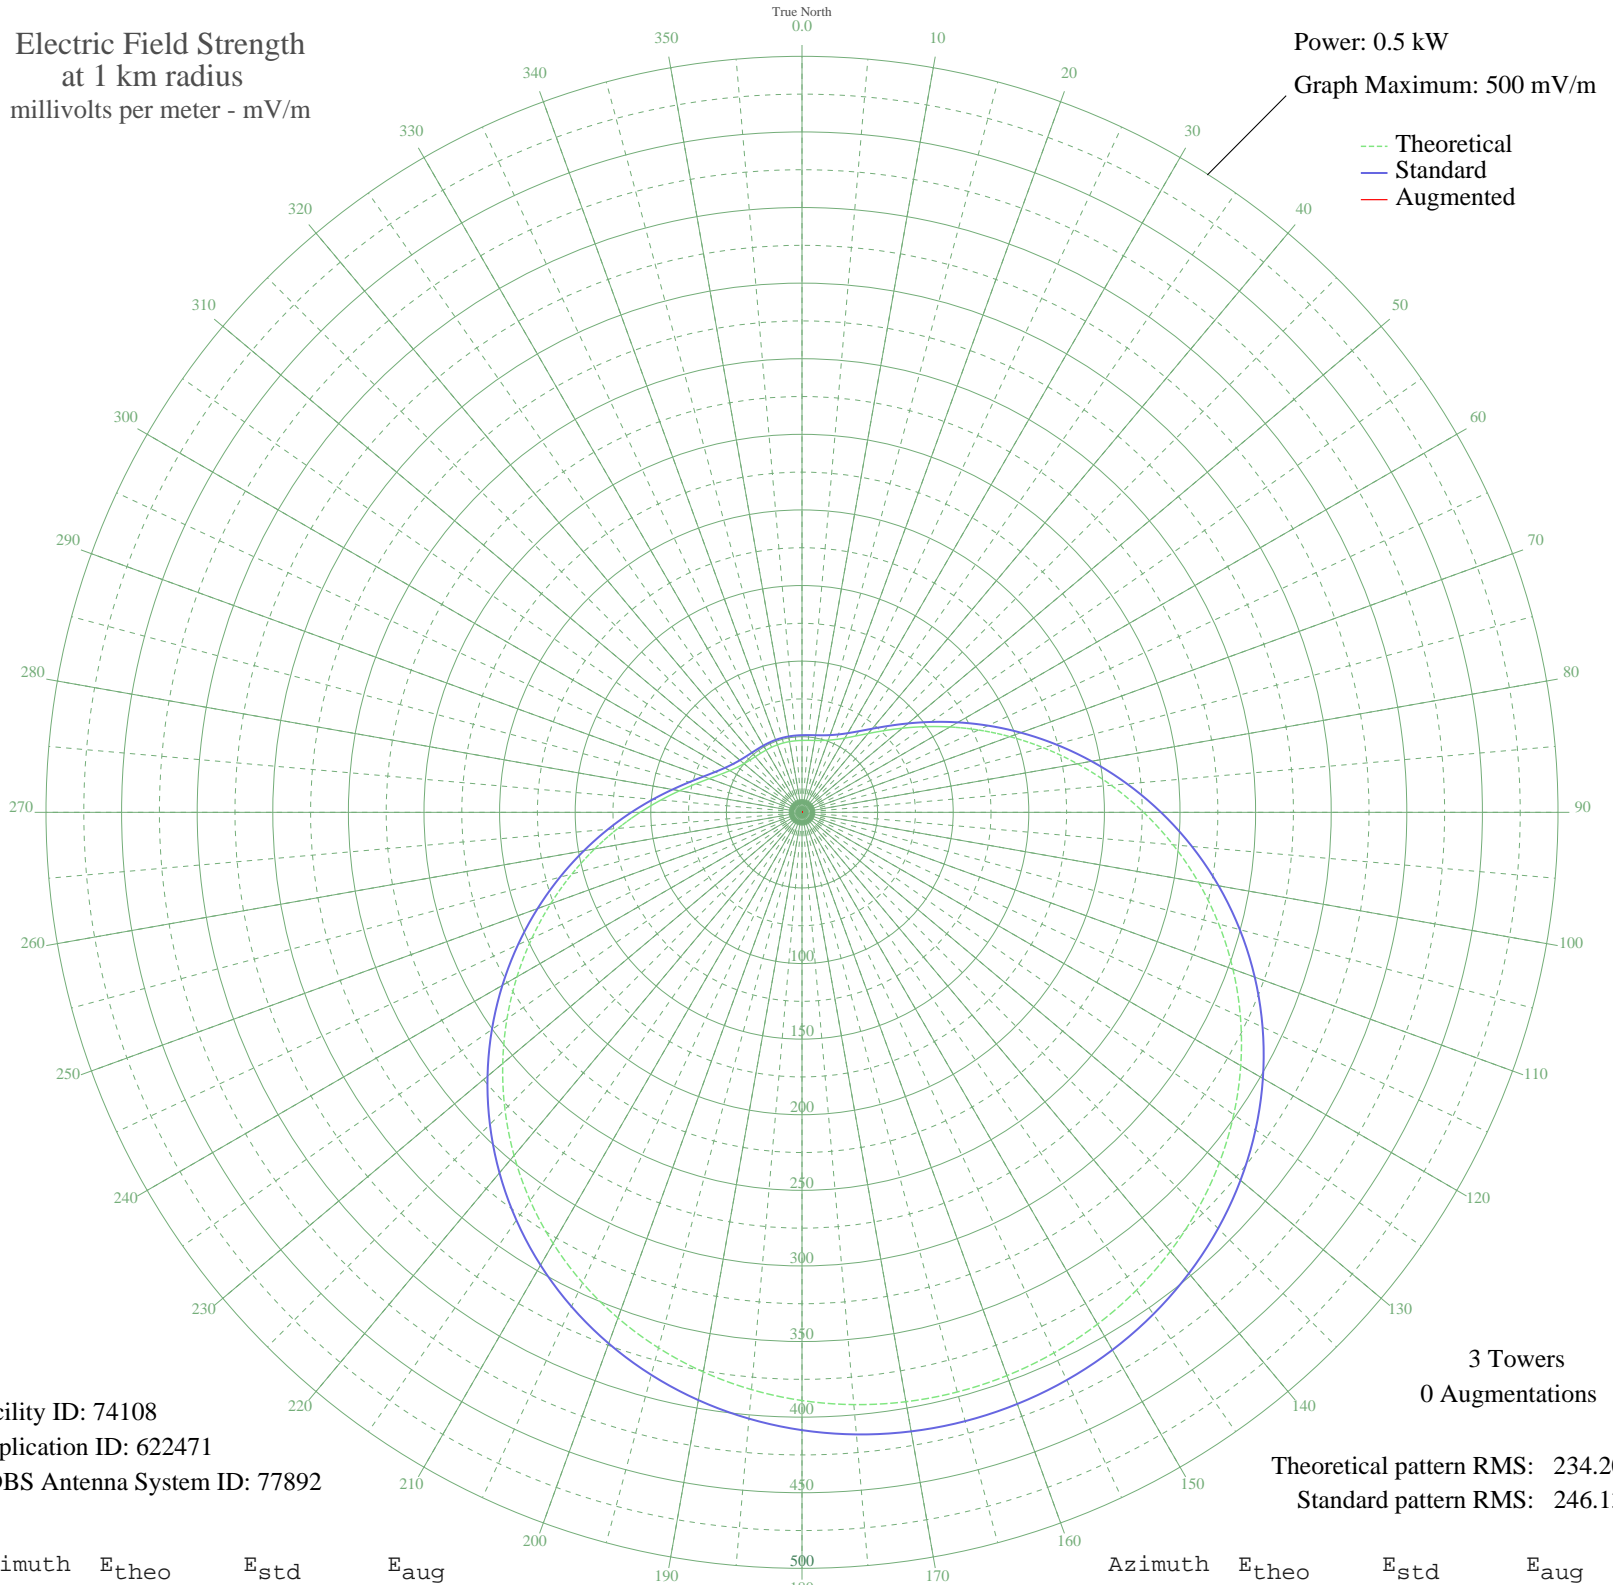 True North
0.0
Electric Field Strength
at 1 km radius
millivolts per meter - mV/m
Power: 0.5 kW
Graph Maximum: 500 mV/m
Theoretical
Standard
Augmented
350
10
340
20
330
30
320
40
310
50
300
60
290
70
280
80
270
90
260
100
250
110
240
120
230
130
220
140
210
150
200
160
190
170
100
150
200
250
300
350
400
450
500
3 Towers
0 Augmentations
cility ID: 74108
plication ID: 622471
DBS Antenna System ID: 77892
Theoretical pattern RMS: 234.20
Standard pattern RMS: 246.1
imuth Etheo Estd Eaug
Azimuth Etheo Estd Eaug